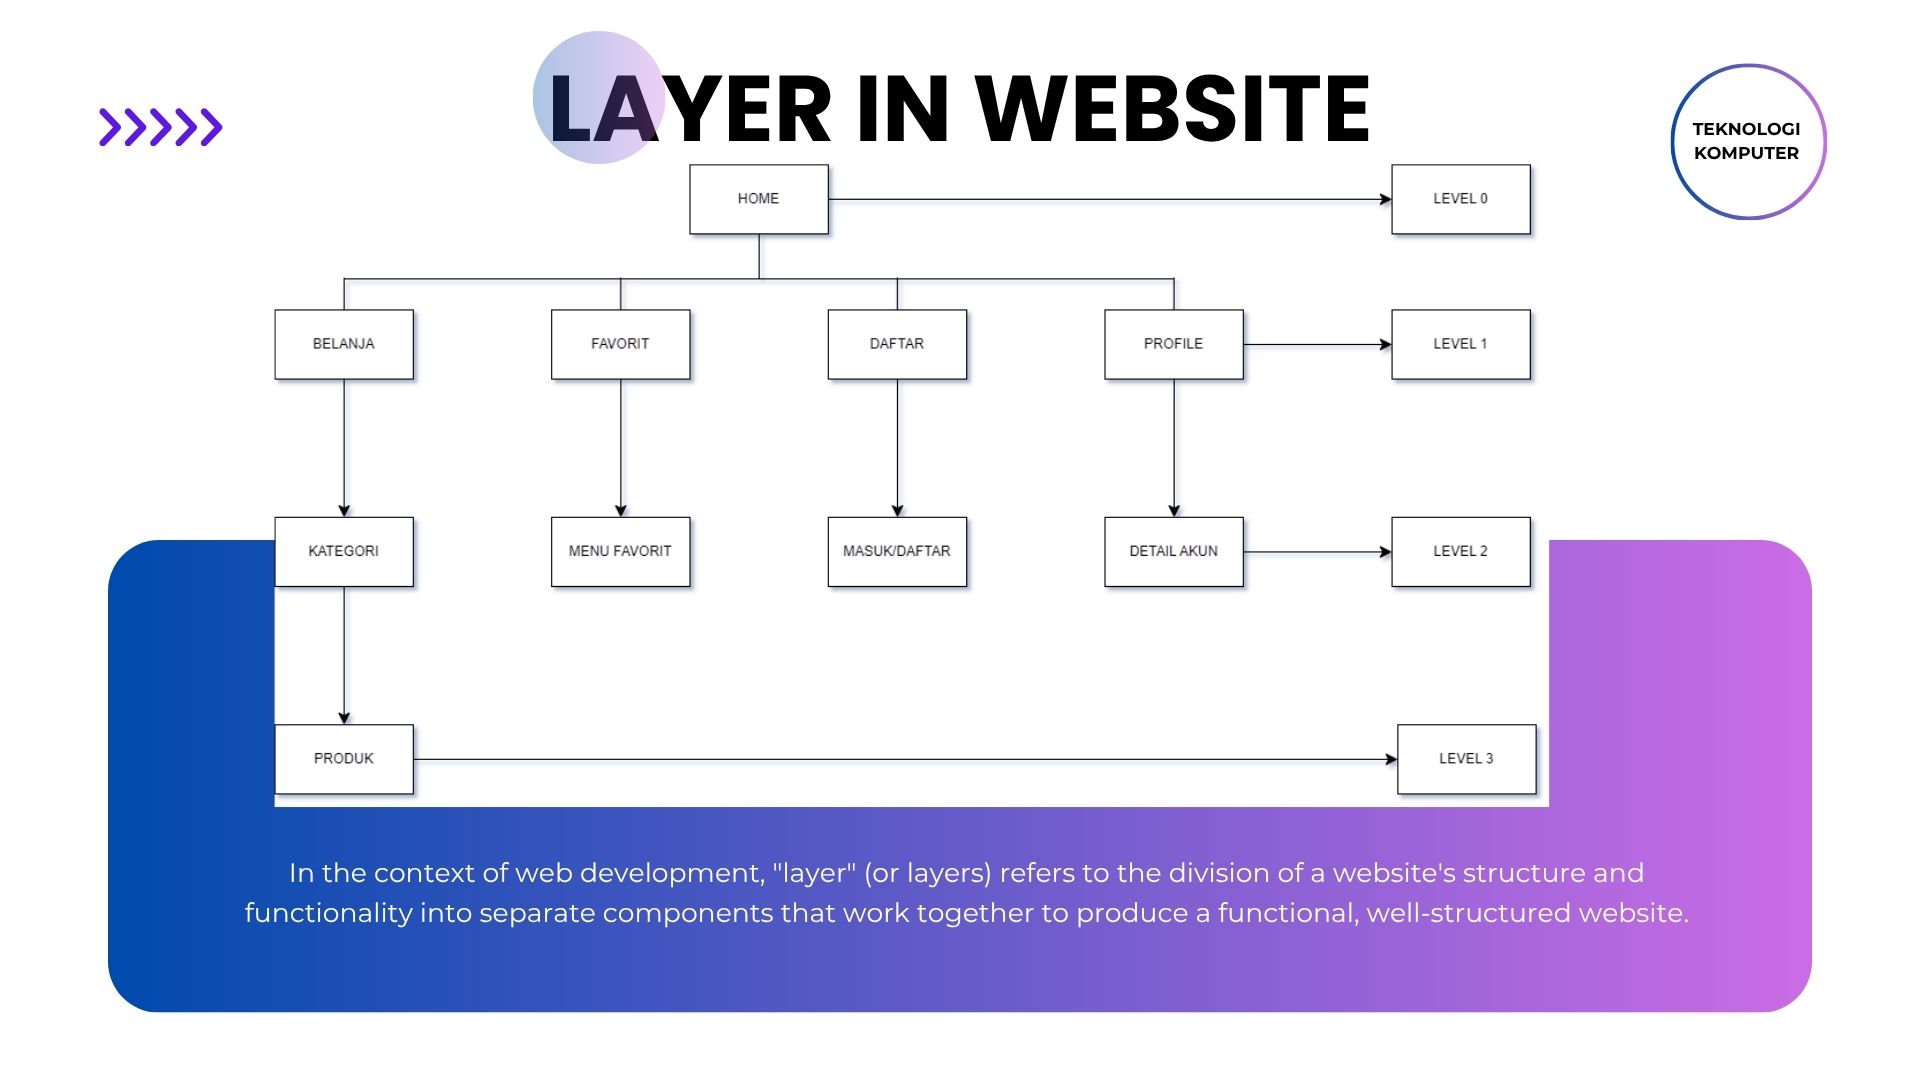 LAYER IN WEBSITE
TEKNOLOGI
KOMPUTER
HOME
LEVEL 0
BELANJA
FAVORIT
DAFTAR
PROFILE
LEVEL 1
KATEGORI
MENU FAVORIT
MASUK/DAFTAR
DETAIL AKUN
LEVEL 2
PRODUK
LEVEL 3
In the context of web development, "layer" (or layers) refers to the division of a website's structure and
functionality into separate components that work together to produce a functional, well-structured website.